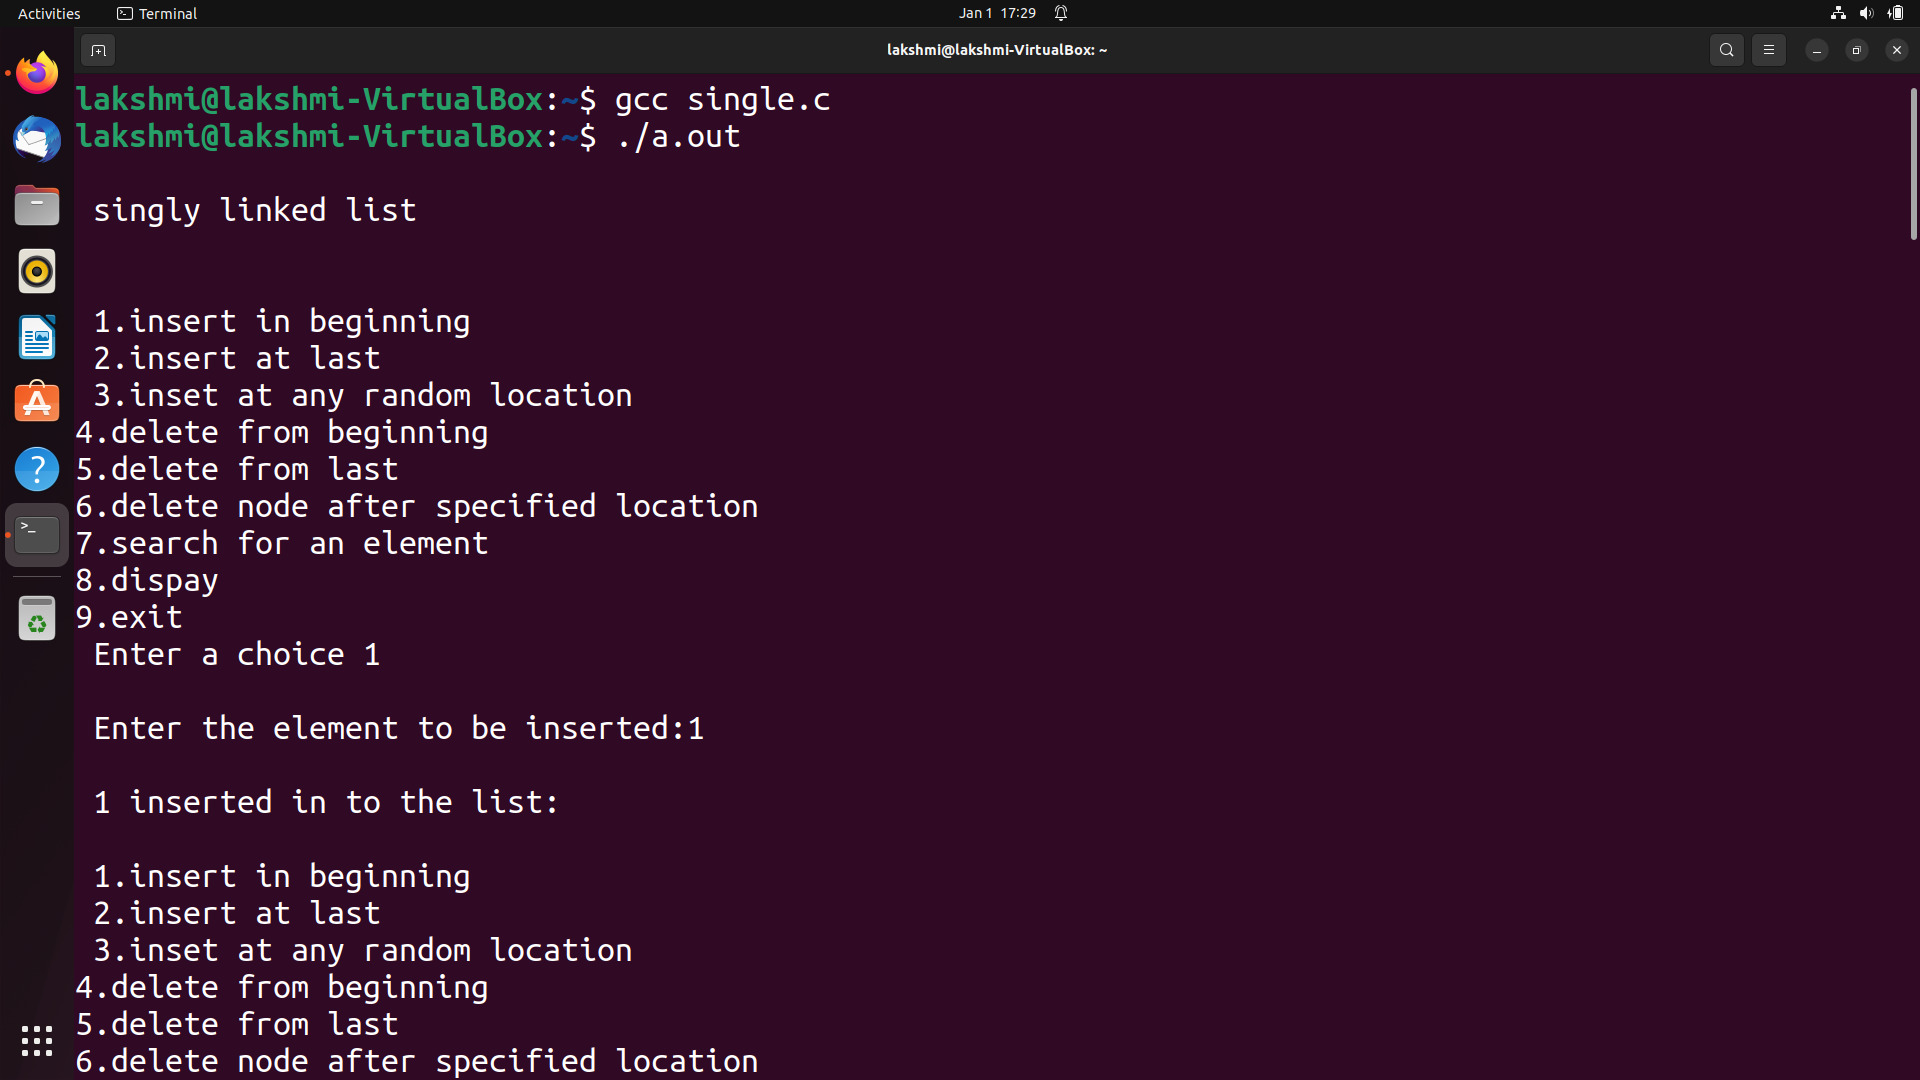 Activities
Terminal
Jan 1 17:29
lakshmi@lakshmi-VirtualBox: ~
lakshmi@lakshmi-VirtualBox:~$ gcc single.c
lakshmi@lakshmi-VirtualBox:~$ ./a.out
singly linked list
1.insert in beginning
2.insert at last
3.inset at any random location
4.delete from beginning
5.delete from last
6.delete node after specified location
7.search for an element
8.dispay
9.exit
Enter a choice 1
Enter the element to be inserted:1
1 inserted in to the list:
1.insert in beginning
2.insert at last
3.inset at any random location
4.delete from beginning
5.delete from last
6.delete node after specified location